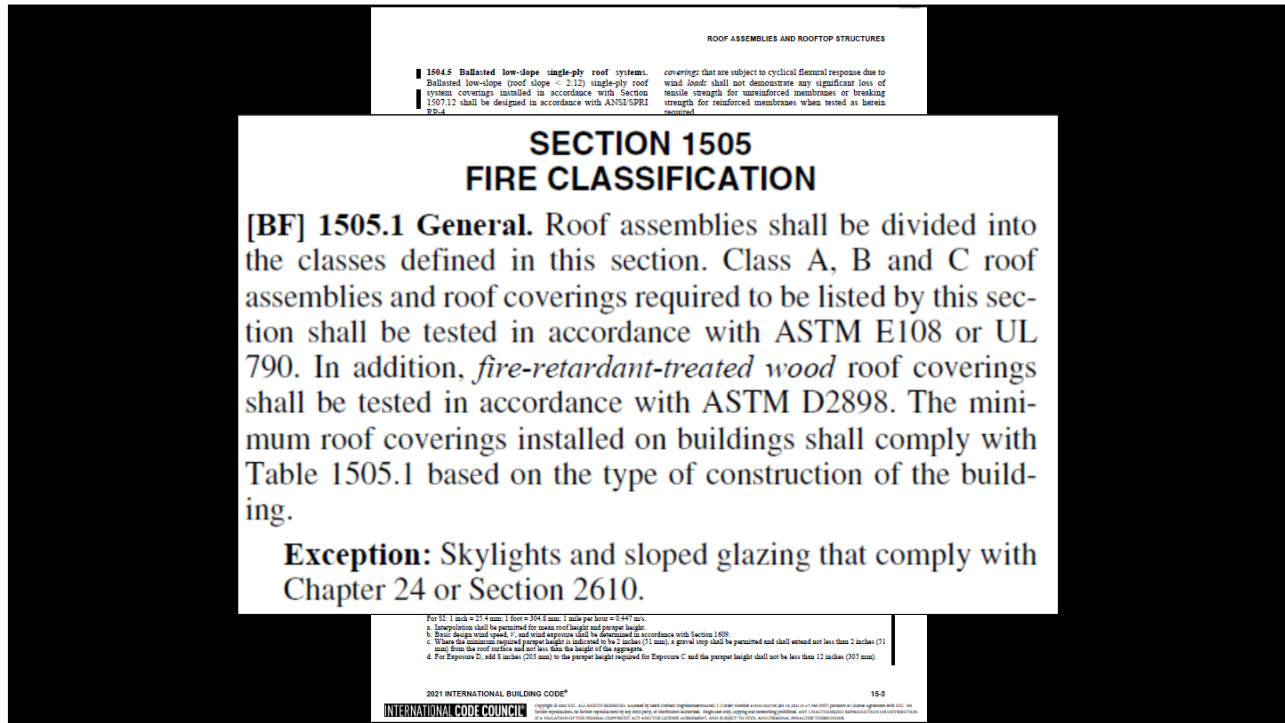 ROOF ASSEMBLIES AND ROOFTOP STRUCTURES
1504.5 Ballasted low-slope single-ply roof systems.
Ballasted low-slope (roof slope < 2:12) single-ply roof
system coverings installed in accordance with Section
1507.12 shall be designed in accordance with ANSI/SPRI
RP-4
coverings that are subject to cyclical flexural response due to
wind loads shall not demonstrate any significant loss of
tensile strength for unreinforced membranes or breaking
strength for reinforced membranes when tested as herein
required
SECTION 1505
FIRE CLASSIFICATION
[BF] 1505.1 General. Roof assemblies shall be divided into
the classes defined in this section. Class A, B and C roof
assemblies and roof coverings required to be listed by this sec-
tion shall be tested in accordance with ASTM E108 or UL
790. In addition, fire-retardant-treated wood roof coverings
shall be tested in accordance with ASTM D2898. The mini-
mum roof coverings installed on buildings shall comply with
Table 1505.1 based on the type of construction of the build-
ing.
Exception: Skylights and sloped glazing that comply with
Chapter 24 or Section 2610.
For SI: 1 inch = 25.4 mm; 1 foot = 304.8 mm; 1 mile per hour = 0.447 m/s.
a. Interpolation shall be permitted for mean roof height and parapet height.
b. Basic design wind speed, V, and wind exposure shall be determined in accordance with Section 1609.
c. Where the minimum required parapet height is indicated to be 2 inches (51 mm), a gravel stop shall be permitted and shall extend not less than 2 inches (51
mm) from the roof surface and not less than the height of the aggregate.
d. For Exposure D, add 8 inches (203 mm) to the parapet height required for Exposure C and the parapet height shall not be less than 12 inches (305 mm).
2021 INTERNATIONAL BUILDING CODE®
15-3
INTERNATIONAL CODE COUNCIL®